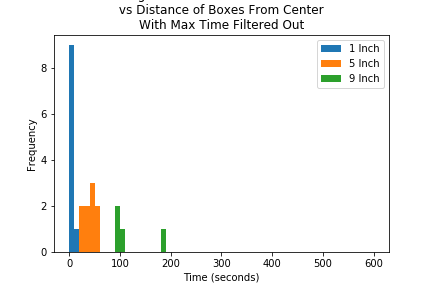 vs Distance of Boxes From Center
With Max Time Filtered Out
1 Inch
5 Inch
9 Inch
Frequency
8
6
4
2
0
0 100 200 300 400 500 600
Time (seconds)